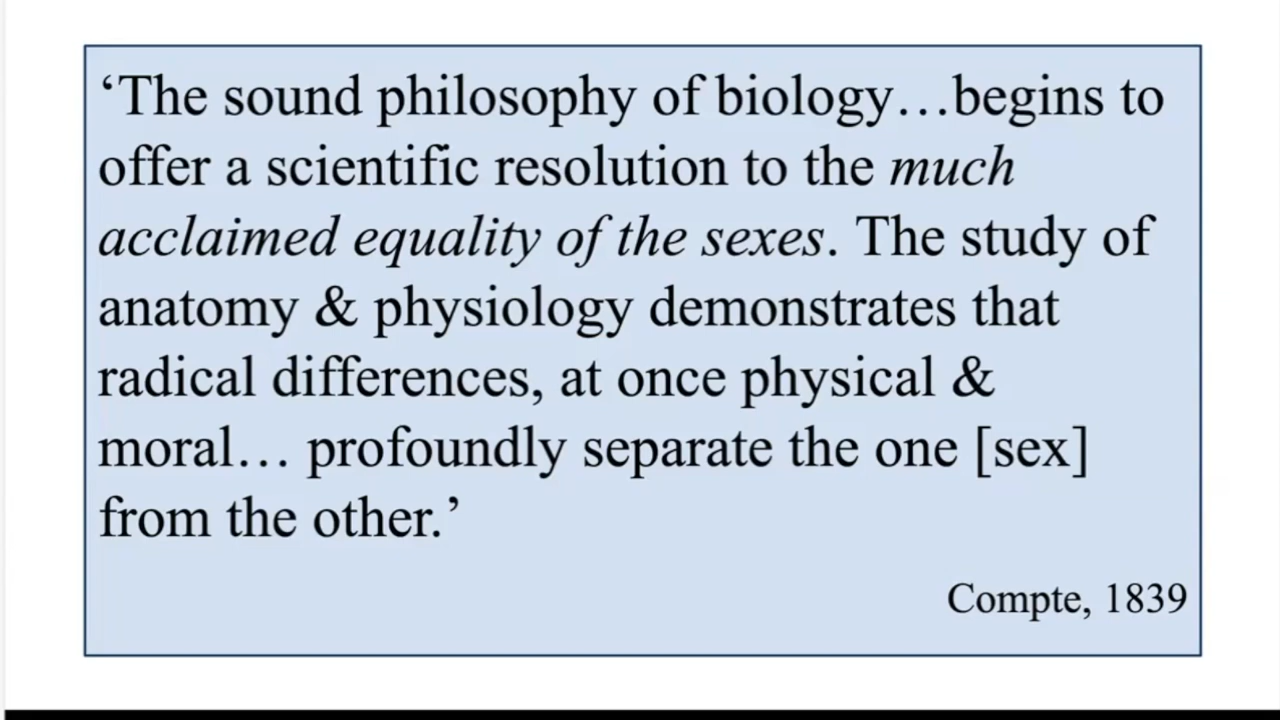 ‘The sound philosophy of biology…begins to
offer a scientific resolution to the much
acclaimed equality of the sexes. The study of
anatomy & physiology demonstrates that
radical differences, at once physical &
moral… profoundly separate the one [sex]
from the other.’
Compte, 1839